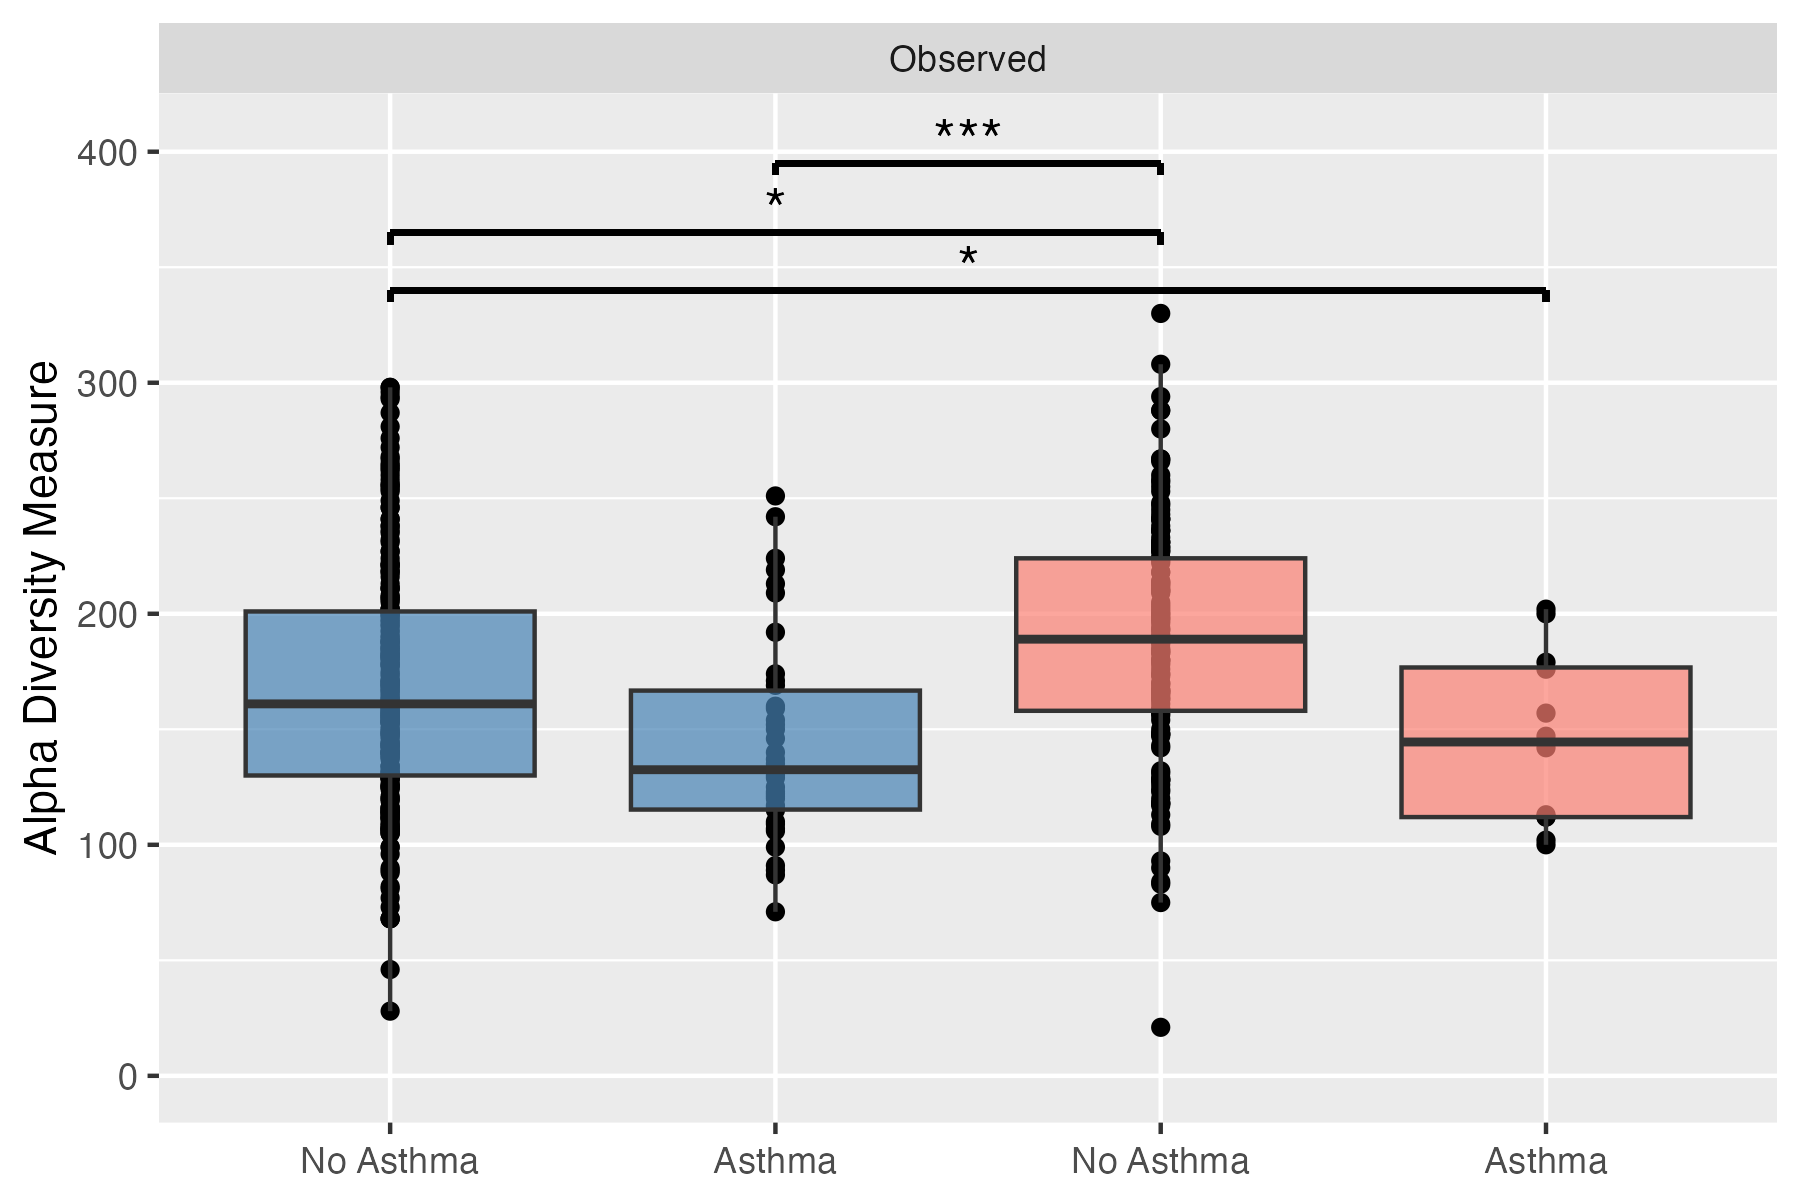 Observed
Alpha Diversity Measure
400
300
200
100
0
***
*
*
No Asthma
Asthma
No Asthma
Asthma